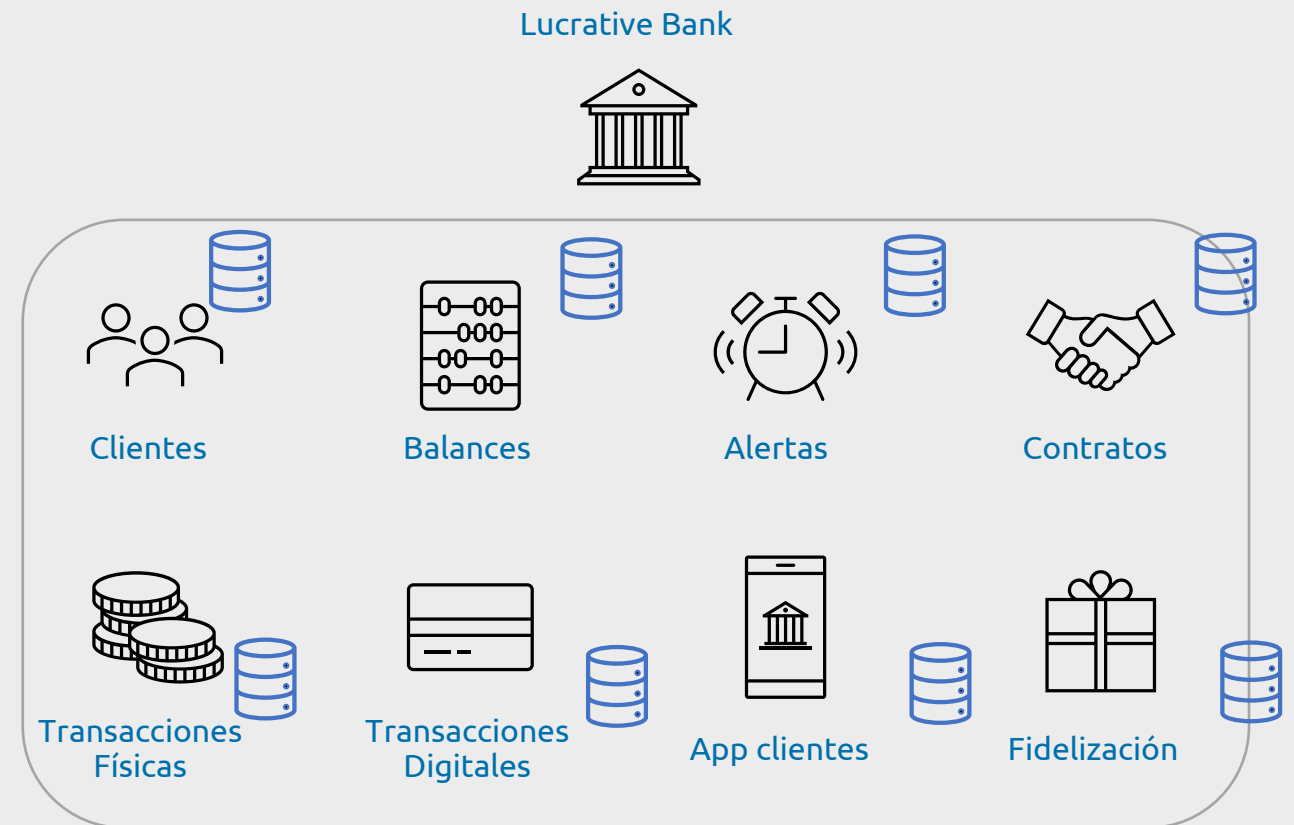 Lucrative Bank
Clientes
Balances
Alertas
Contratos
Transacciones
Físicas
Transacciones
Digitales
App clientes
Fidelización